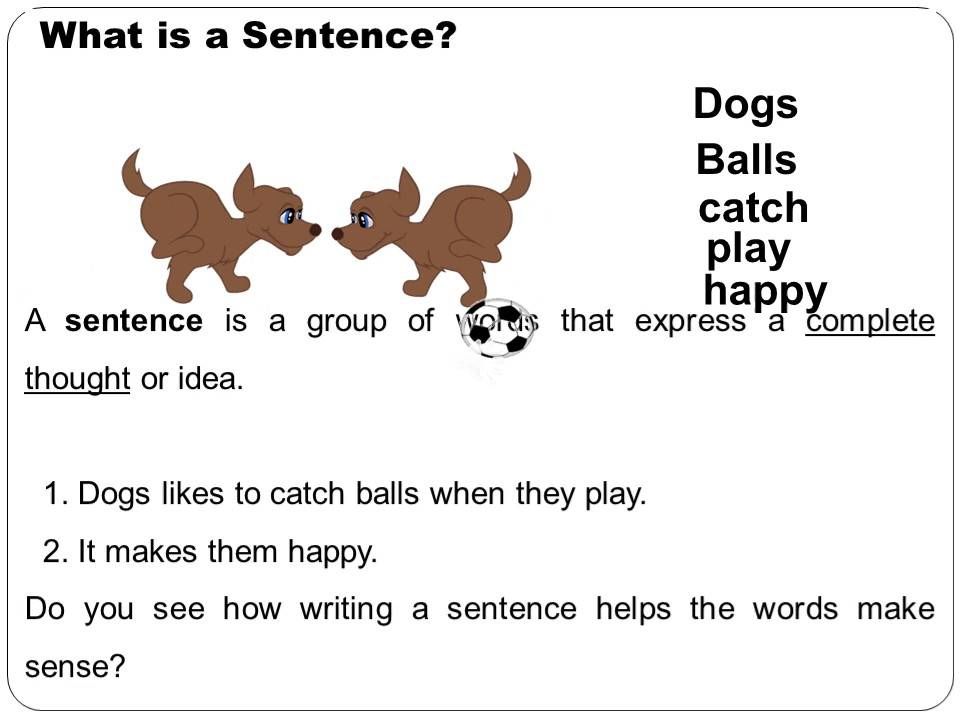 What is a Sentence?
Dogs
Balls
catch
play
happy
A sentence is a group of words that express a complete
thought or idea.
1. Dogs likes to catch balls when they play.
2. It makes them happy.
Do you see how writing a sentence helps the words make
sense?